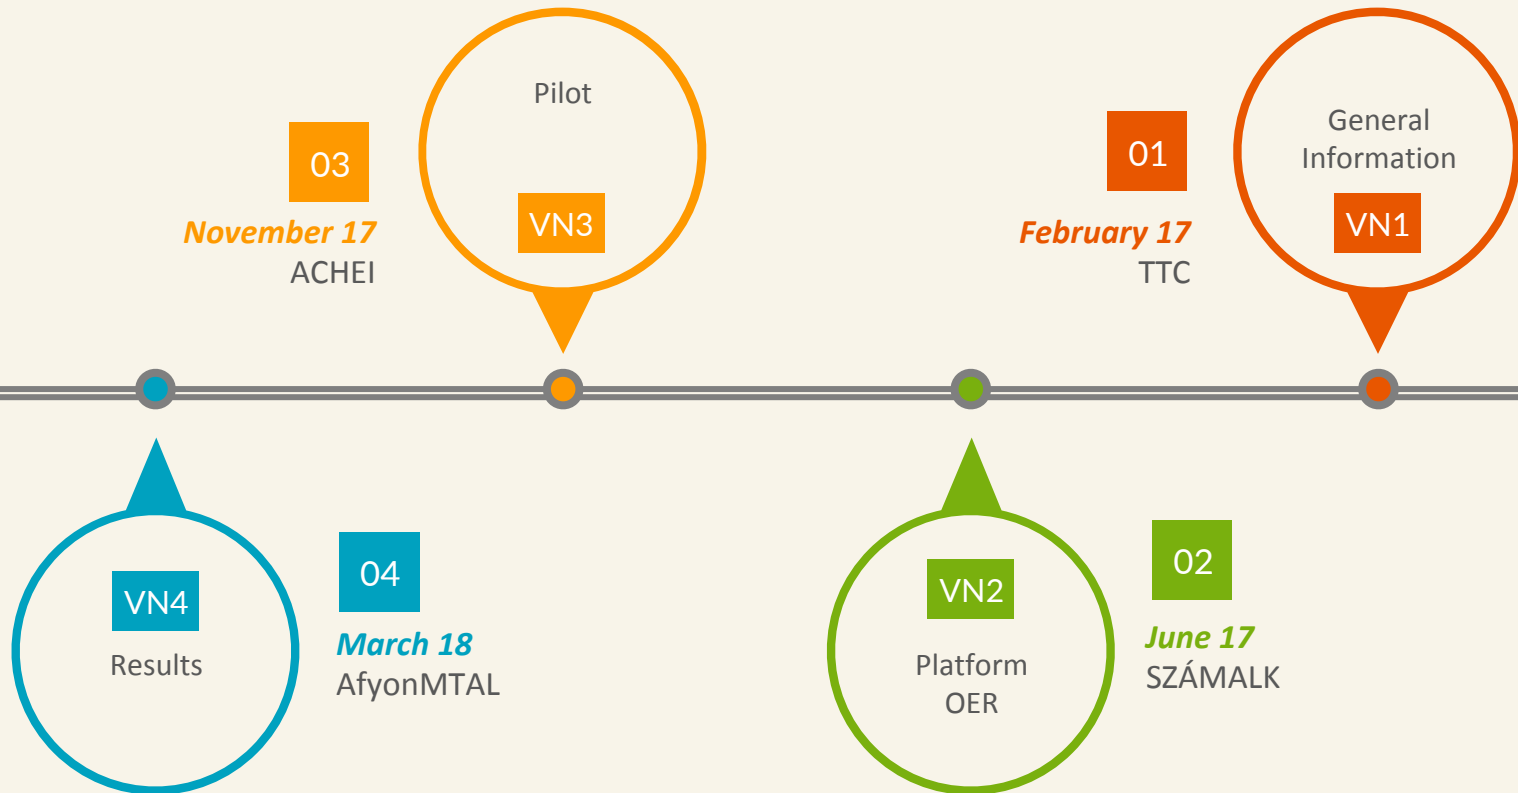 Pilot
03
VN3
November 17
ACHEI
General
Information
01
VN1
February 17
TTC
VN4
Results
04
March 18
AfyonMTAL
VN2
Platform
OER
02
June 17
SZÁMALK